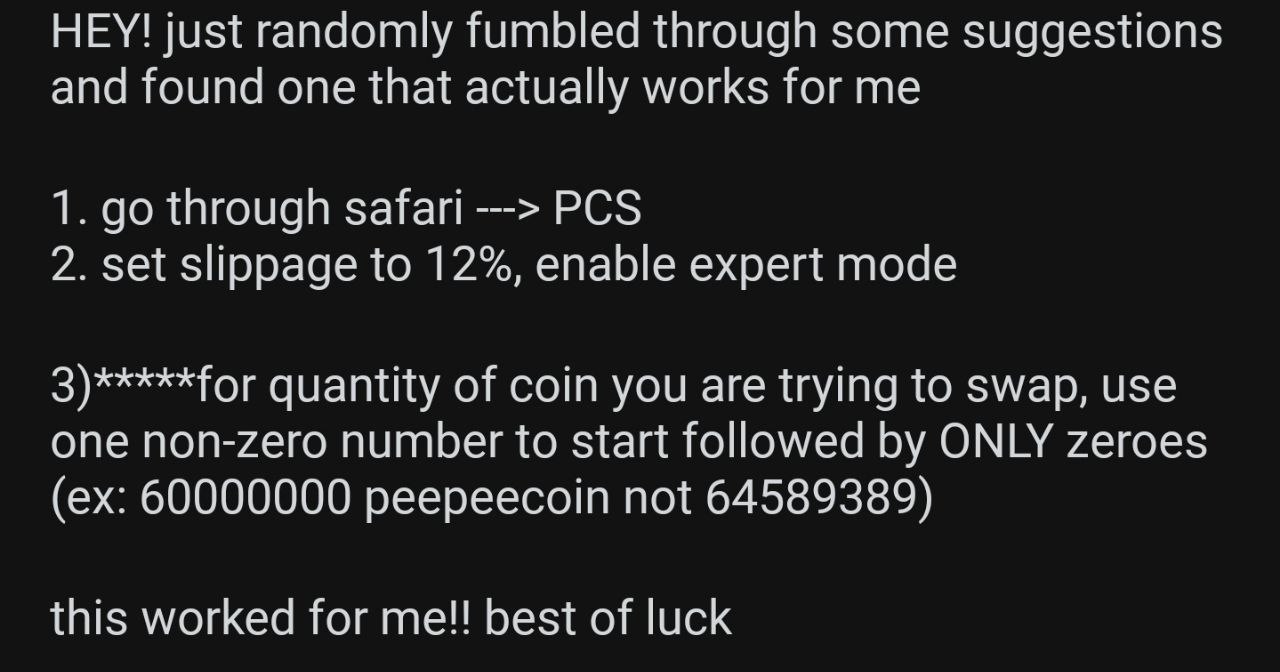 HEY! just randomly fumbled through some suggestions
and found one that actually works for me
1. go through safari ---> PCS
2. set slippage to 12%, enable expert mode
3)*****for quantity of coin you are trying to swap, use
one non-zero number to start followed by ONLY zeroes
(ex: 60000000 peepeecoin not 64589389)
this worked for me!! best of luck